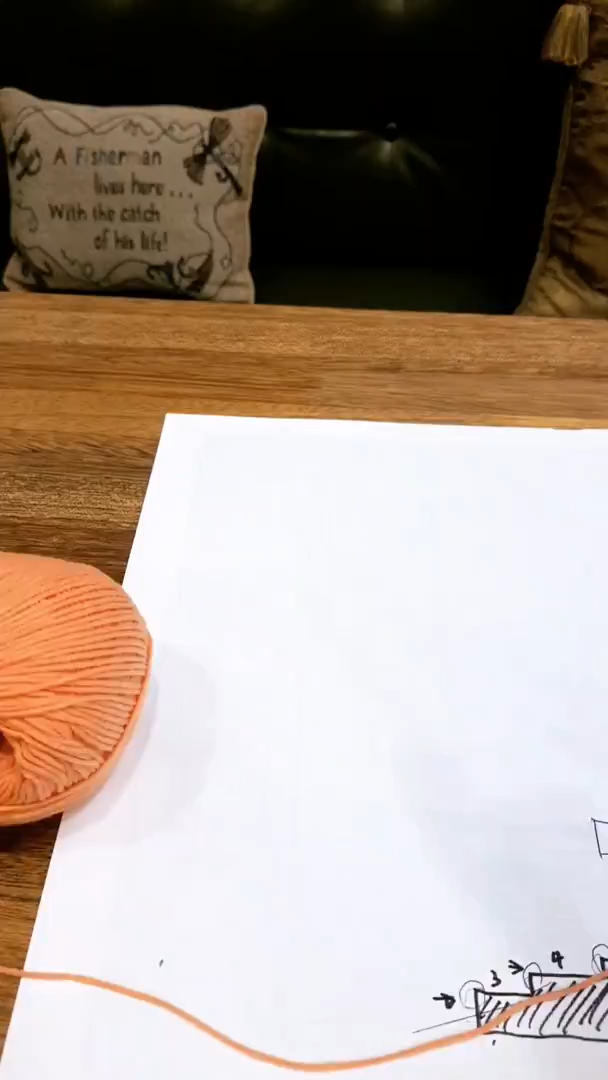 A Fisherman
lives here...
With the catch
of his life!
3 4